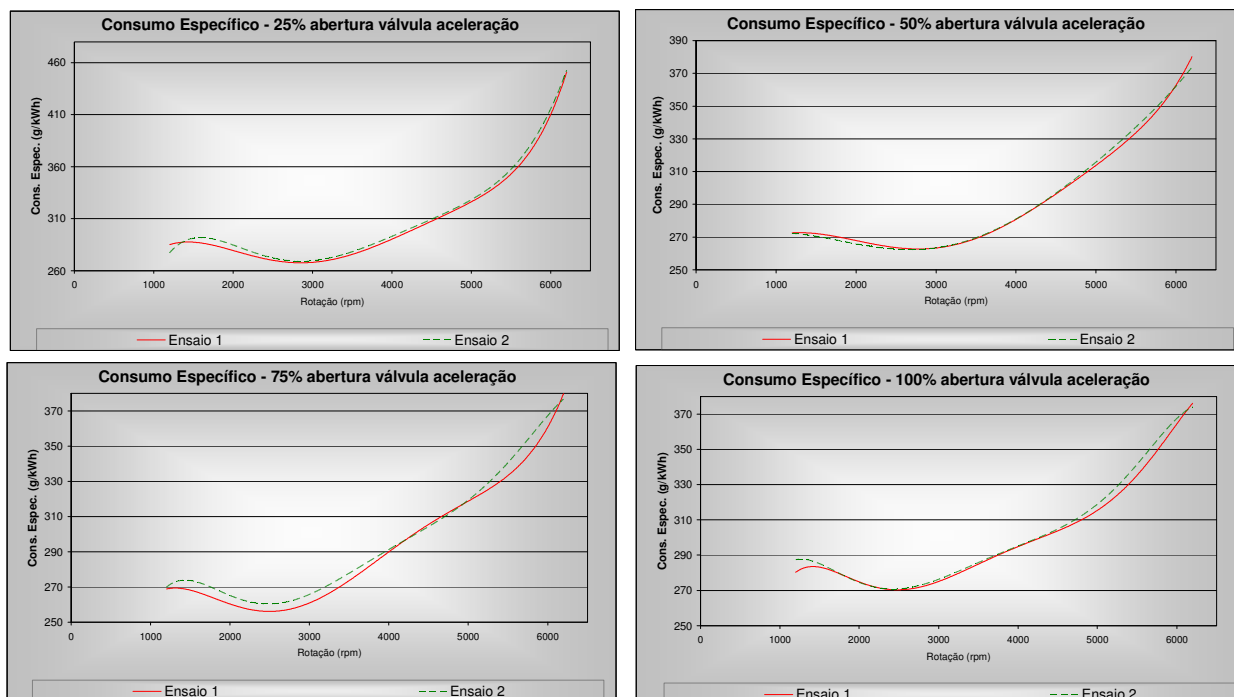 Consumo Específico - 25% abertura válvula aceleração
Cons. Espec. (g/kWh)
460
410
360
310
260
0 1000 2000 3000 4000 5000 6000
Rotação (rpm)
Ensaio 1 Ensaio 2
Consumo Específico - 50% abertura válvula aceleração
Cons. Espec. (g/kWh)
390
370
350
330
310
290
270
250
0 1000 2000 3000 4000 5000 6000
Rotação (rpm)
Ensaio 1 Ensaio 2
Consumo Específico - 75% abertura válvula aceleração
Cons. Espec. (g/kWh)
370
350
330
310
290
270
250
0 1000 2000 3000 4000 5000 6000
Rotação (rpm)
Ensaio 1 Ensaio 2
Consumo Específico - 100% abertura válvula aceleração
Cons. Espec. (g/kWh)
370
350
330
310
290
270
250
0 1000 2000 3000 4000 5000 6000
Rotação (rpm)
Ensaio 1 Ensaio 2